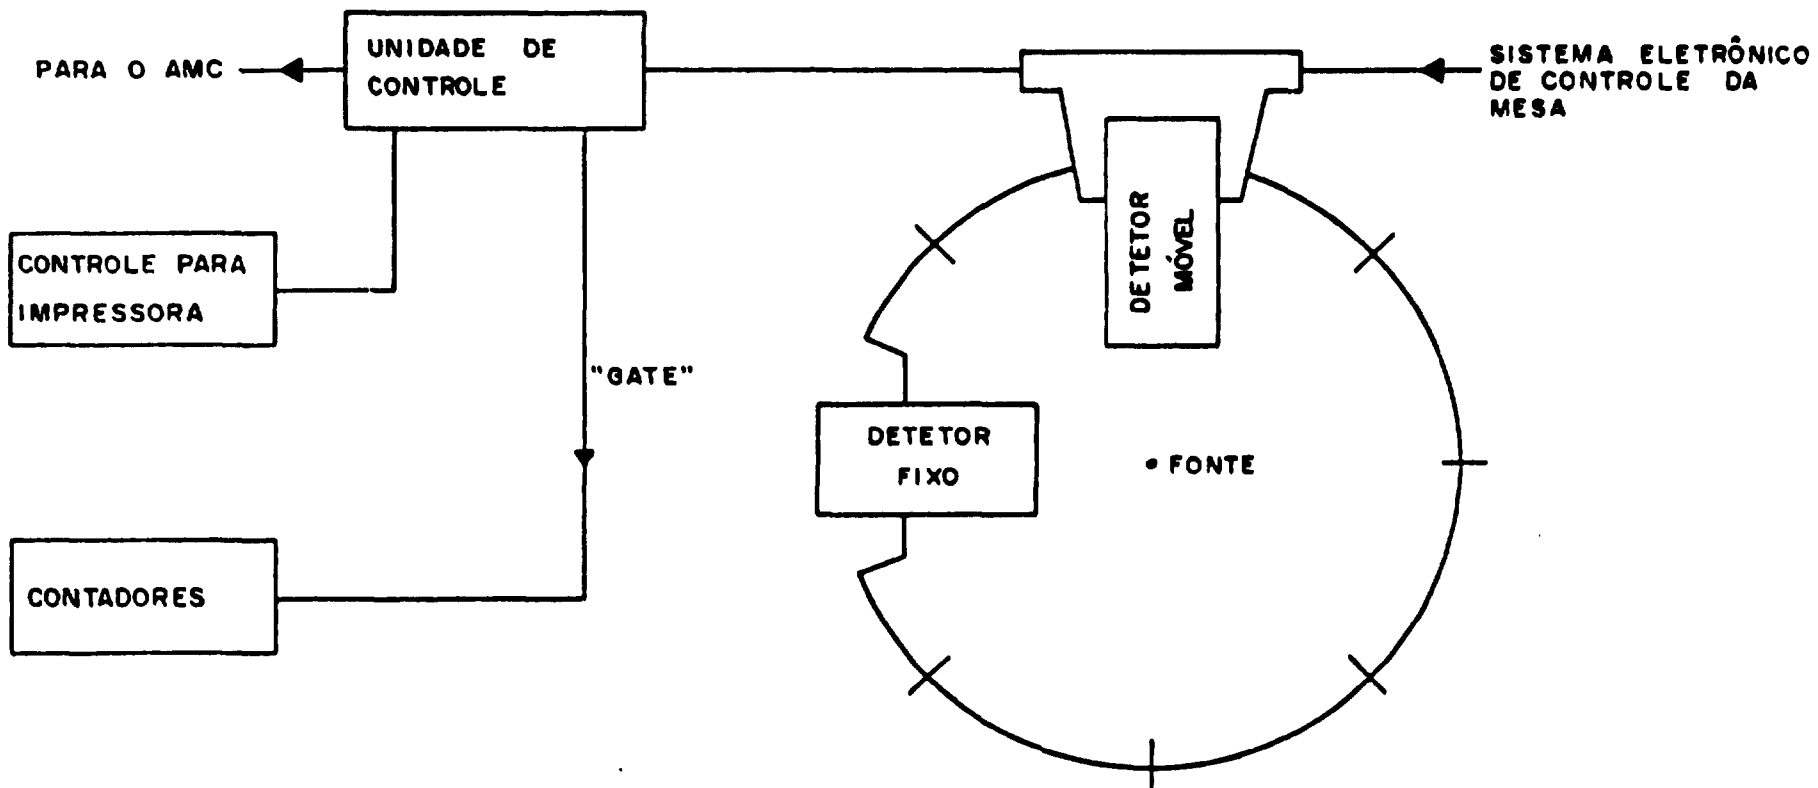 PARA O AMC
UNIDADE DE
CONTROLE
SISTEMA ELETRÔNICO
DE CONTROLE DA
MESA
CONTROLE PARA
IMPRESSORA
DETETOR
MÓVEL
"GATE"
DETETOR
FIXO
FONTE
CONTADORES